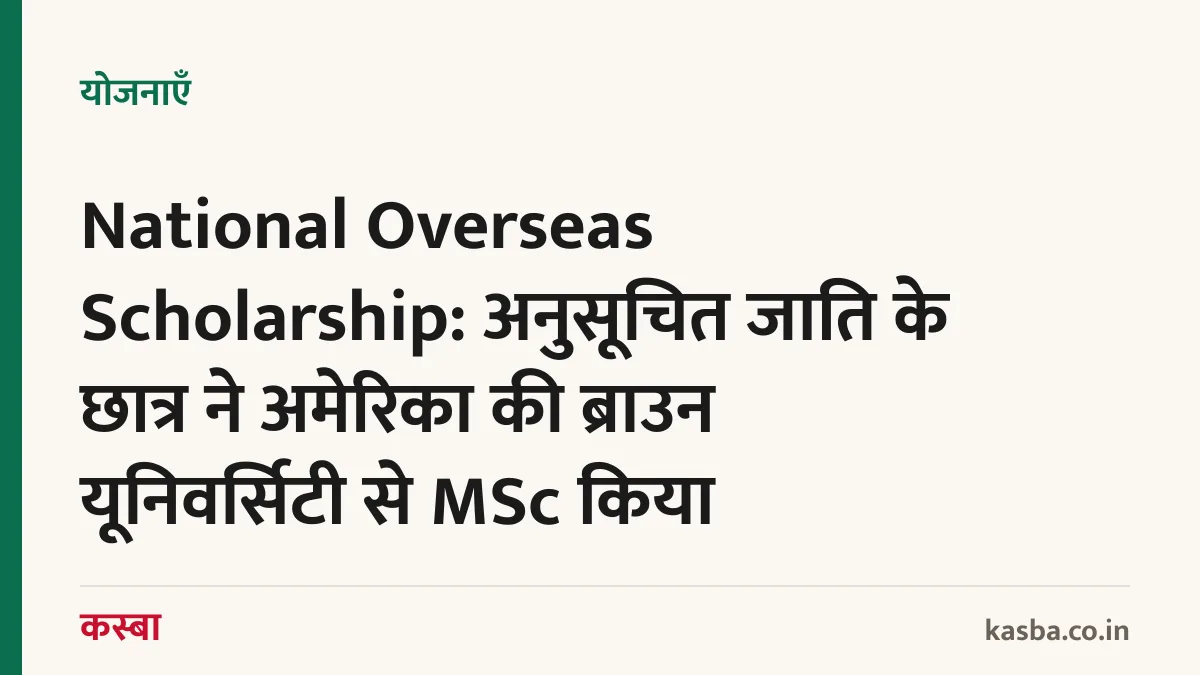 योजनाएँ
National Overseas
Scholarship: अनुसूचित जाति के
छात्र ने अमेरिका की ब्राउन
यूनिवर्सिटी से MSc किया
कस्बा
kasba.co.in